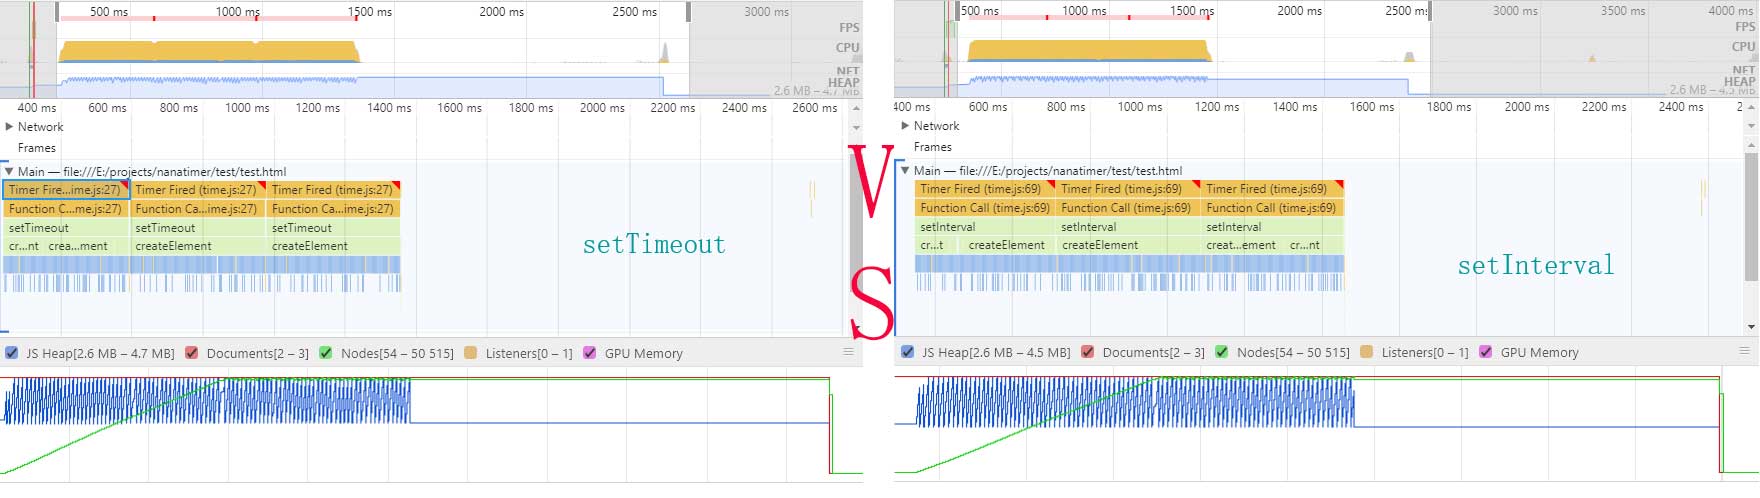 500 ms 1000 ms 1500 ms 2000 ms 2500 ms 3000 ms
FPS
CPU
NET
HEAP
2.6 MB – 4.7 MB
400 ms 600 ms 800 ms 1000 ms 1200 ms 1400 ms 1600 ms 1800 ms 2000 ms 2200 ms 2400 ms 2600 ms
Network
Frames
Main — file:///E:/projects/nanatimer/test/test.html
Timer Fire...ime.js:27) Timer Fired (time.js:27) Timer Fired (time.js:27)
Function C...me.js:27) Function Ca...ime.js:27) Function Ca...ime.js:27)
setTimeout setTimeout setTimeout
cr...nt crea...ment createElement createElement
setTimeout
JS Heap[2.6 MB – 4.7 MB] Documents[2 – 3] Nodes[54 – 50 515] Listeners[0 – 1] GPU Memory
V
S
500 ms 1000 ms 1500 ms 2000 ms 2500 ms 3000 ms 3500 ms 4000 ms
FPS
CPU
NET
HEAP
2.6 MB – 4.5 MB
400 ms 600 ms 800 ms 1000 ms 1200 ms 1400 ms 1600 ms 1800 ms 2000 ms 2200 ms 2400 ms 2
Network
Frames
Main — file:///E:/projects/nanatimer/test/test.html
Timer Fired (time.js:69) Timer Fired (time.js:69) Timer Fired (time.js:69)
Function Call (time.js:69) Function Call (time.js:69) Function Call (time.js:69)
setInterval setInterval setInterval
cr...t createElement createElement creat...ement cr...nt
setInterval
JS Heap[2.6 MB – 4.5 MB] Documents[2 – 3] Nodes[54 – 50 515] Listeners[0 – 1] GPU Memory